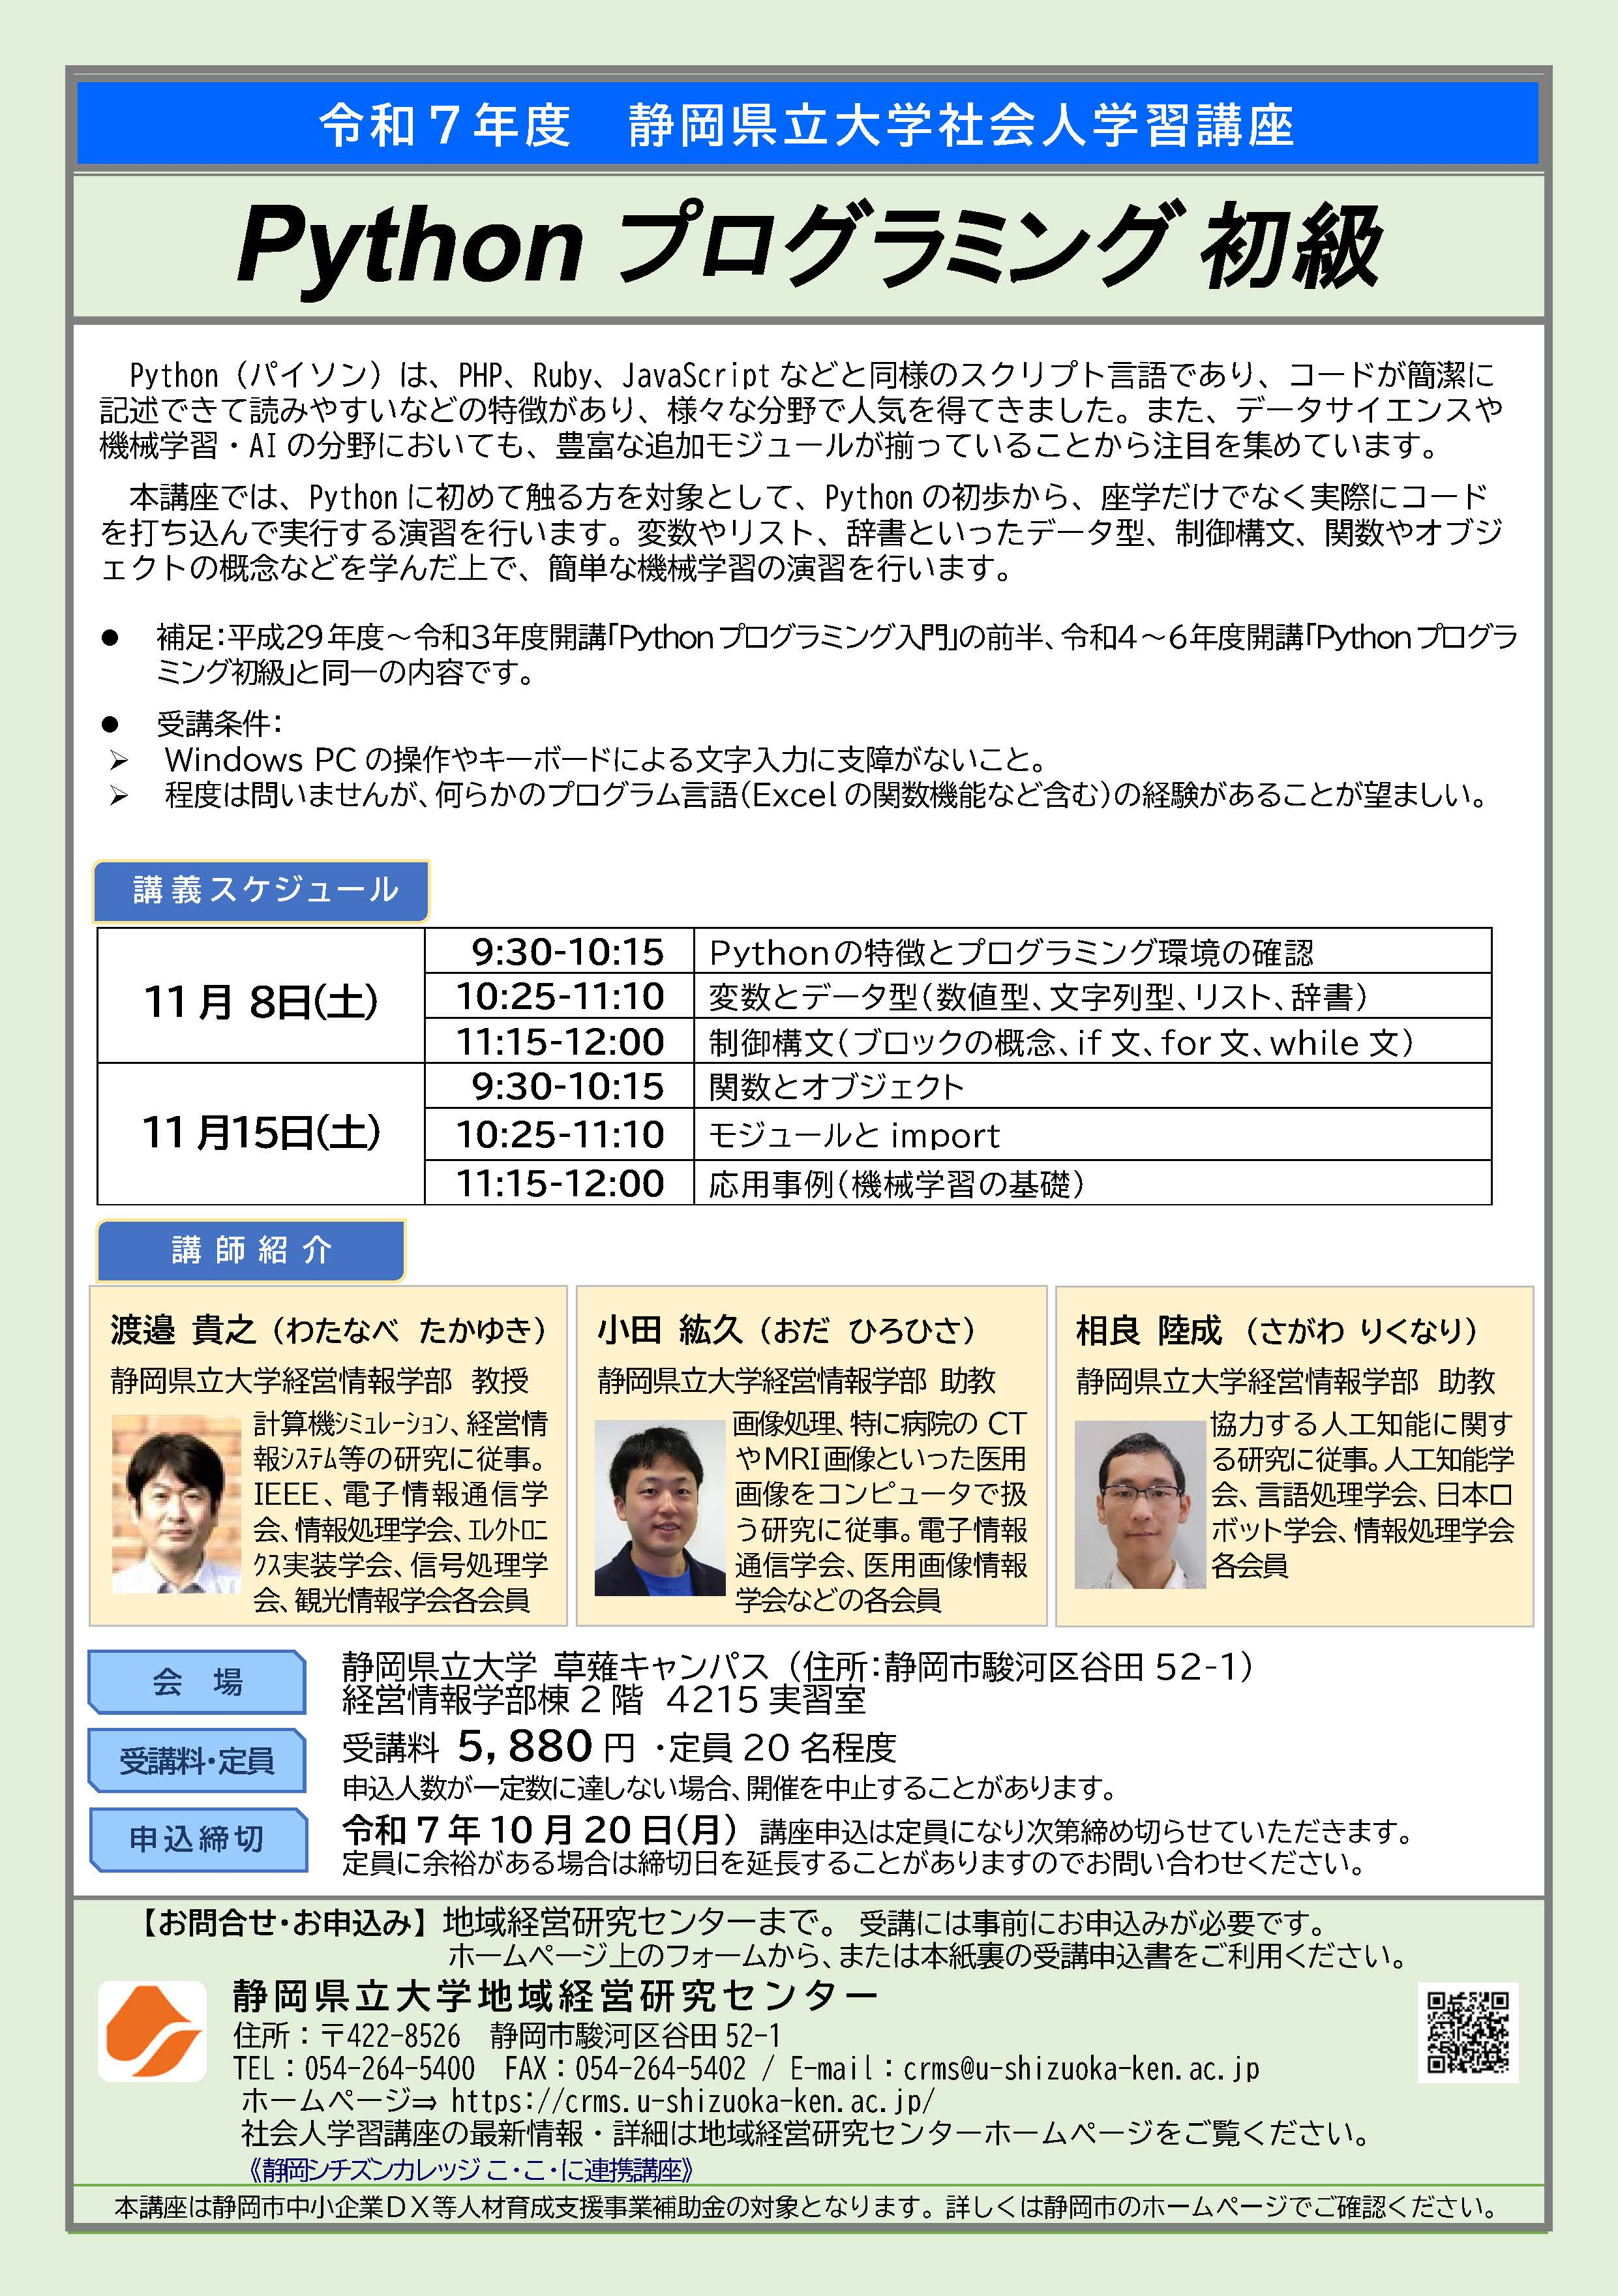 令和７年度　静岡県立大学社会人学習講座
Python プログラミング 初級
Python（パイソン）は、PHP、Ruby、JavaScript などと同様のスクリプト言語であり、コードが簡潔に
記述できて読みやすいなどの特徴があり、様々な分野で人気を得てきました。また、データサイエンスや
機械学習・AI の分野においても、豊富な追加モジュールが揃っていることから注目を集めています。
本講座では、Python に初めて触る方を対象として、Python の初歩から、座学だけでなく実際にコード
を打ち込んで実行する演習を行います。変数やリスト、辞書といったデータ型、制御構文、関数やオブジ
ェクトの概念などを学んだ上で、簡単な機械学習の演習を行います。
● 補足：平成29年度～令和3年度開講「Pythonプログラミング入門」の前半、令和4～6年度開講「Pythonプログラ
ミング初級」と同一の内容です。
● 受講条件：
➢ Windows PC の操作やキーボードによる文字入力に支障がないこと。
➢ 程度は問いませんが、何らかのプログラム言語（Excel の関数機能など含む）の経験があることが望ましい。
講義スケジュール
11月 8日（土）
9:30-10:15 Pythonの特徴とプログラミング環境の確認
10:25-11:10 変数とデータ型（数値型、文字列型、リスト、辞書）
11:15-12:00 制御構文（ブロックの概念、if 文、for 文、while 文）
11月15日（土）
9:30-10:15 関数とオブジェクト
10:25-11:10 モジュールと import
11:15-12:00 応用事例（機械学習の基礎）
講師紹介
渡邉 貴之（わたなべ たかゆき）
静岡県立大学経営情報学部 教授
計算機ｼﾐｭﾚｰｼｮﾝ、経営情
報ｼｽﾃﾑ等の研究に従事。
IEEE、電子情報通信学
会、情報処理学会、ｴﾚｸﾄﾛﾆ
ｸｽ実装学会、信号処理学
会、観光情報学会各会員
小田 紘久（おだ ひろひさ）
静岡県立大学経営情報学部 助教
画像処理、特に病院の CT
やMRI画像といった医用
画像をコンピュータで扱
う研究に従事。電子情報
通信学会、医用画像情報
学会などの各会員
相良 陸成 （さがわ りくなり）
静岡県立大学経営情報学部 助教
協力する人工知能に関す
る研究に従事。人工知能学
会、言語処理学会、日本ロ
ボット学会、情報処理学会
各会員
会　場
静岡県立大学 草薙キャンパス（住所：静岡市駿河区谷田 52-1）
経営情報学部棟 2 階 4215 実習室
受講料・定員
受講料 5,880 円 ・定員 20 名程度
申込人数が一定数に達しない場合、開催を中止することがあります。
申込締切
令和 7 年 10 月 20 日（月） 講座申込は定員になり次第締め切らせていただきます。
定員に余裕がある場合は締切日を延長することがありますのでお問い合わせください。
【お問合せ・お申込み】地域経営研究センターまで。 受講には事前にお申込みが必要です。
ホームページ上のフォームから、または本紙裏の受講申込書をご利用ください。
静岡県立大学地域経営研究センター
住所：〒422-8526　静岡市駿河区谷田 52-1
TEL：054-264-5400　FAX：054-264-5402 / E-mail：crms@u-shizuoka-ken.ac.jp
ホームページ⇒ https://crms.u-shizuoka-ken.ac.jp/
社会人学習講座の最新情報・詳細は地域経営研究センターホームページをご覧ください。
《静岡シチズンカレッジ こ・こ・に連携講座》
本講座は静岡市中小企業ＤＸ等人材育成支援事業補助金の対象となります。詳しくは静岡市のホームページでご確認ください。